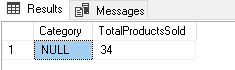 Results Messages
Category TotalProductsSold
1 NULL 34